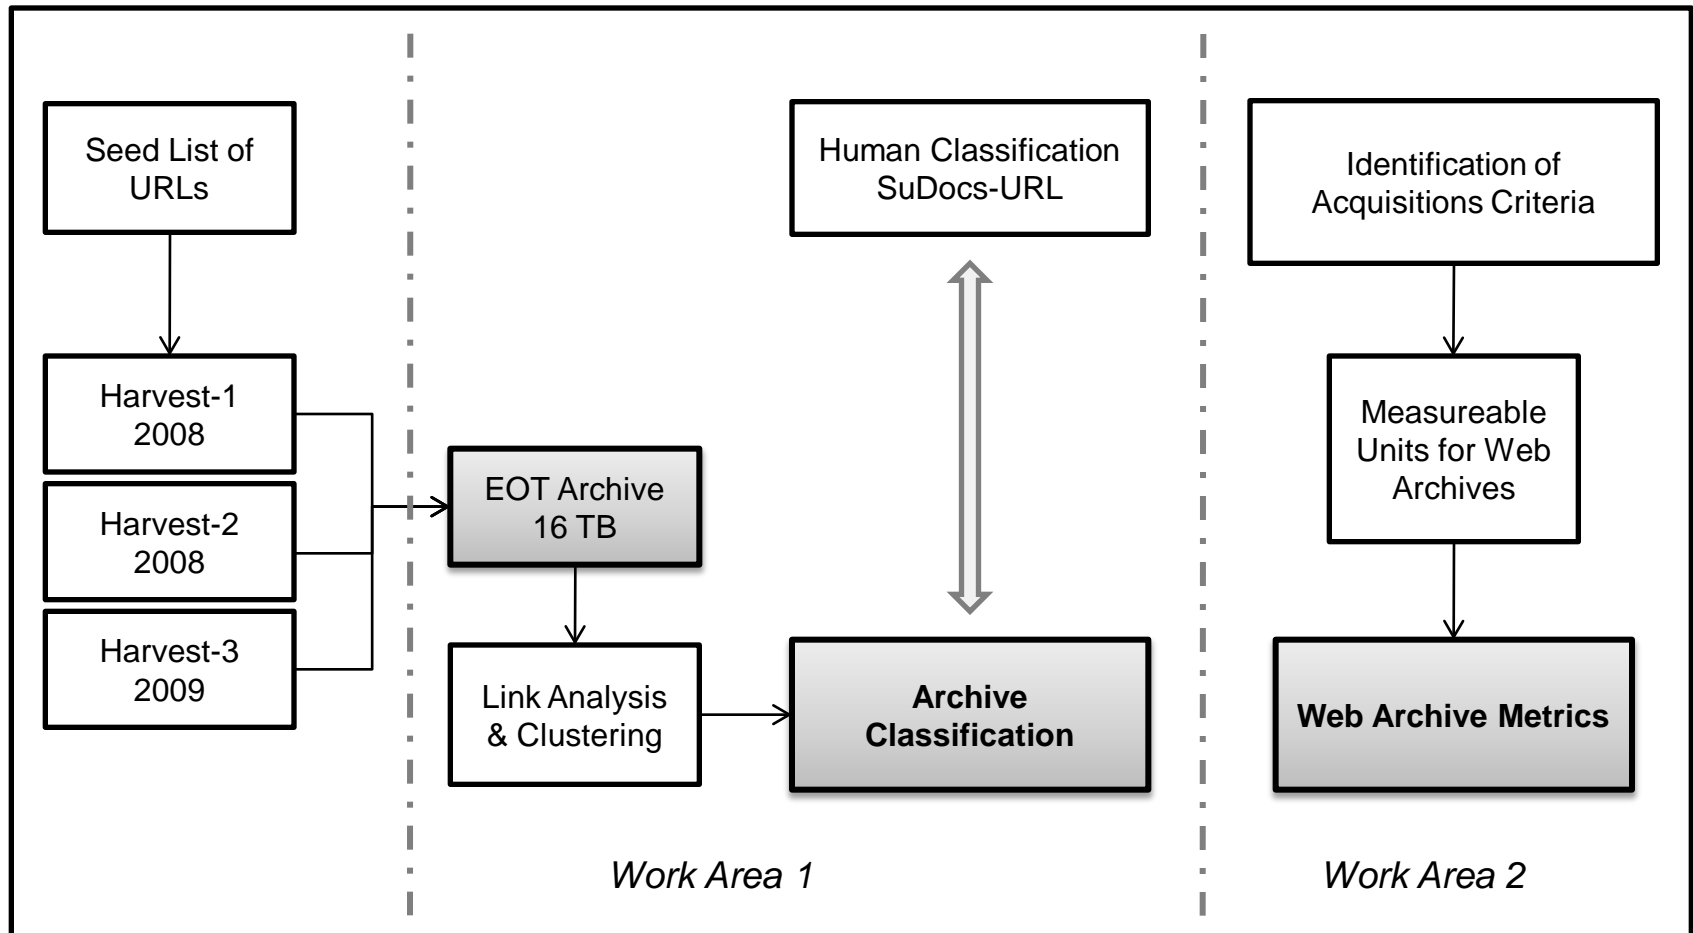 Seed List of
URLs
Harvest-1
2008
Harvest-2
2008
Harvest-3
2009
EOT Archive
16 TB
Link Analysis
& Clustering
Human Classification
SuDocs-URL
Archive
Classification
Work Area 1
Identification of
Acquisitions Criteria
Measureable
Units for Web
Archives
Web Archive Metrics
Work Area 2